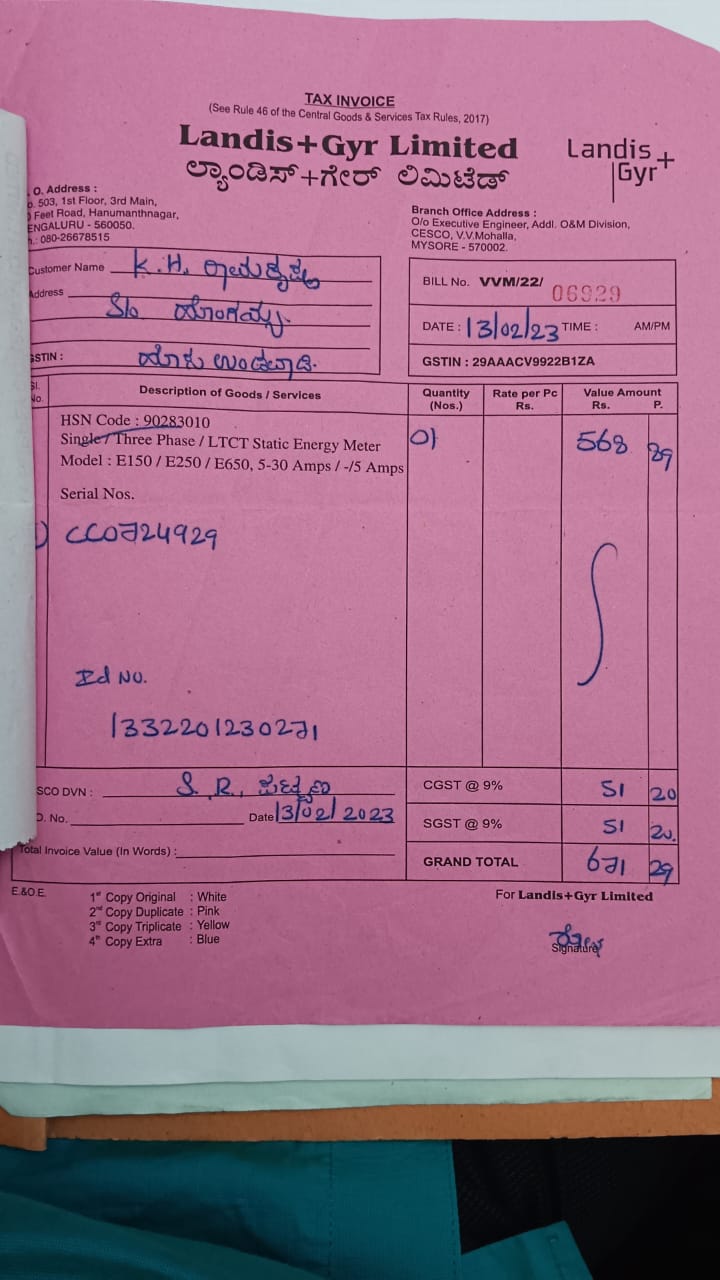 TAX INVOICE
(See Rule 46 of the Central Goods & Services Tax Rules, 2017)
Landis+Gyr Limited
ಲ್ಯಾಂಡಿಸ್+ಗೇರ್ ಲಿಮಿಟೆಡ್
Landis+
Gyr
O. Address :
503, 1st Floor, 3rd Main,
Feet Road, Hanumanthnagar,
ENGALURU - 560050.
080-26678515
Branch Office Address :
O/o Executive Engineer, Addl. O&M Division,
CESCO, V.V.Mohalla,
MYSORE - 570002.
Customer Name K.H.
Address S/o
GSTIN :
BILL No. VVM/22/ 06929
DATE : 13/02/23 TIME : AM/PM
GSTIN : 29AAACV9922B1ZA
Sl. No. Description of Goods / Services Quantity (Nos.) Rate per Pc Rs. Value Amount Rs. P.
HSN Code : 90283010
Single / Three Phase / LTCT Static Energy Meter 01 568 89
Model : E150 / E250 / E650, 5-30 Amps / -/5 Amps
Serial Nos.
CC0724929
Id No.
1332201230271
SCO DVN : S.R.
CGST @ 9% 51 20
O. No. Date 13/02/2023
SGST @ 9% 51 20.
Total Invoice Value (In Words) :
GRAND TOTAL 671 29
E.&O.E.
1st Copy Original : White
2nd Copy Duplicate : Pink
3rd Copy Triplicate : Yellow
4th Copy Extra : Blue
For Landis+Gyr Limited
Signature